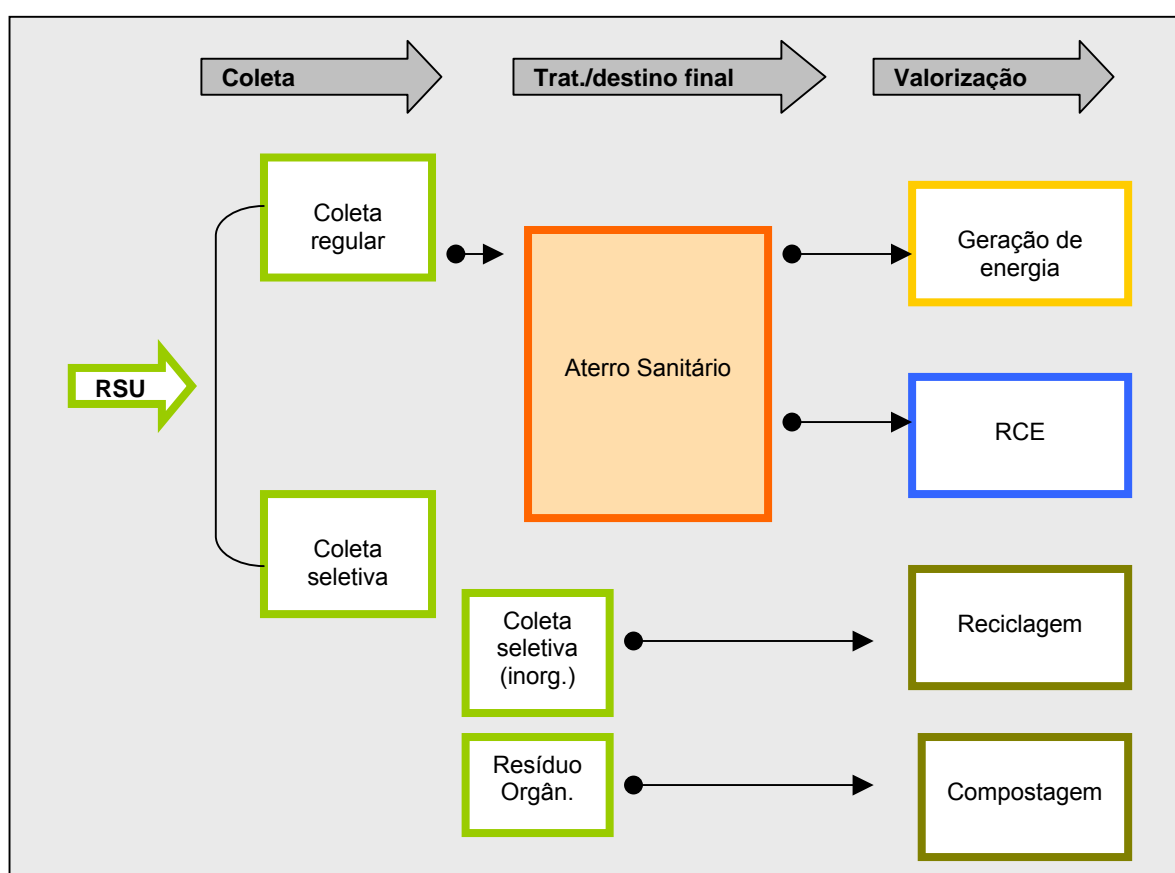 Coleta
Trat./destino final
Valorização
Coleta
regular
Geração de
energia
Aterro Sanitário
RSU
RCE
Coleta
seletiva
Coleta
seletiva
(inorg.)
Reciclagem
Resíduo
Orgân.
Compostagem